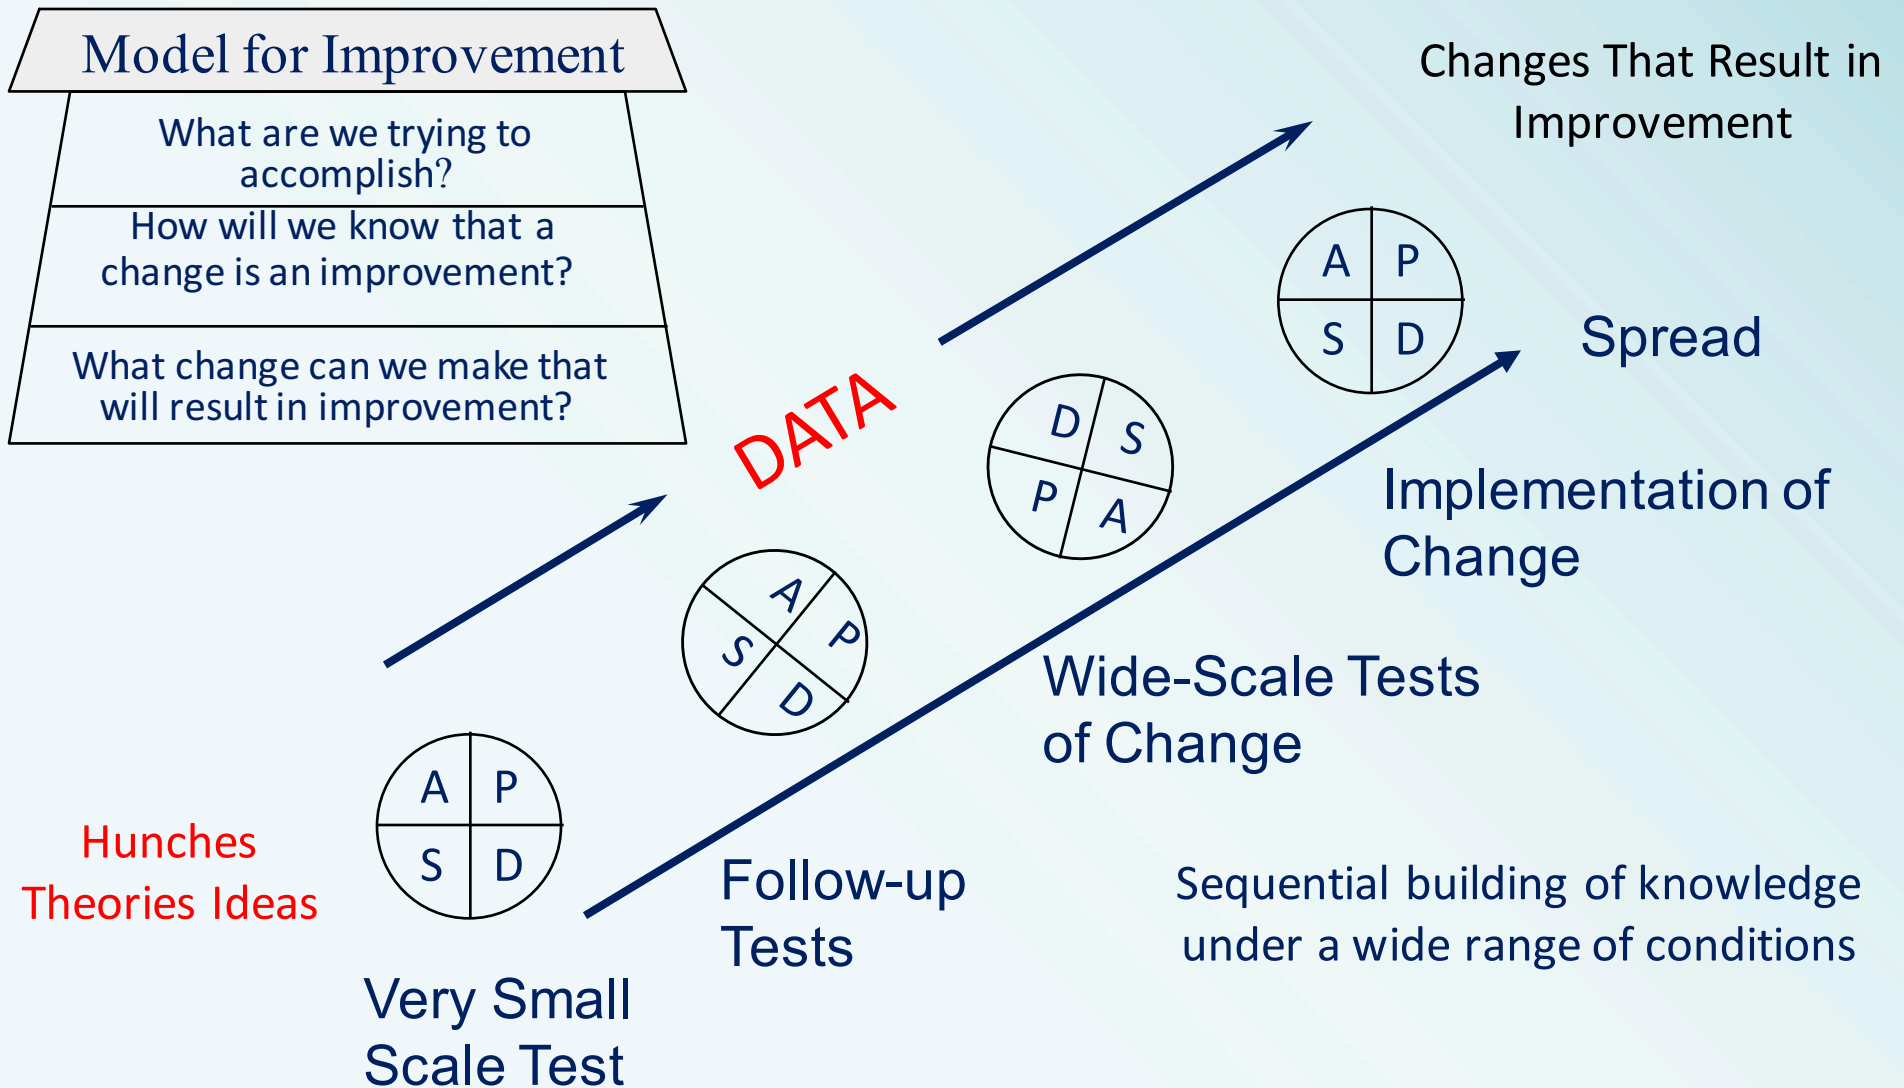 Model for Improvement
What are we trying to
accomplish?
How will we know that a
change is an improvement?
What change can we make that
will result in improvement?
Changes That Result in
Improvement
A P
S D
Spread
DATA
D S
P A
Implementation of
Change
A P
S D
Wide-Scale Tests
of Change
A P
S D
Hunches
Theories Ideas
Follow-up
Tests
Sequential building of knowledge
under a wide range of conditions
Very Small
Scale Test